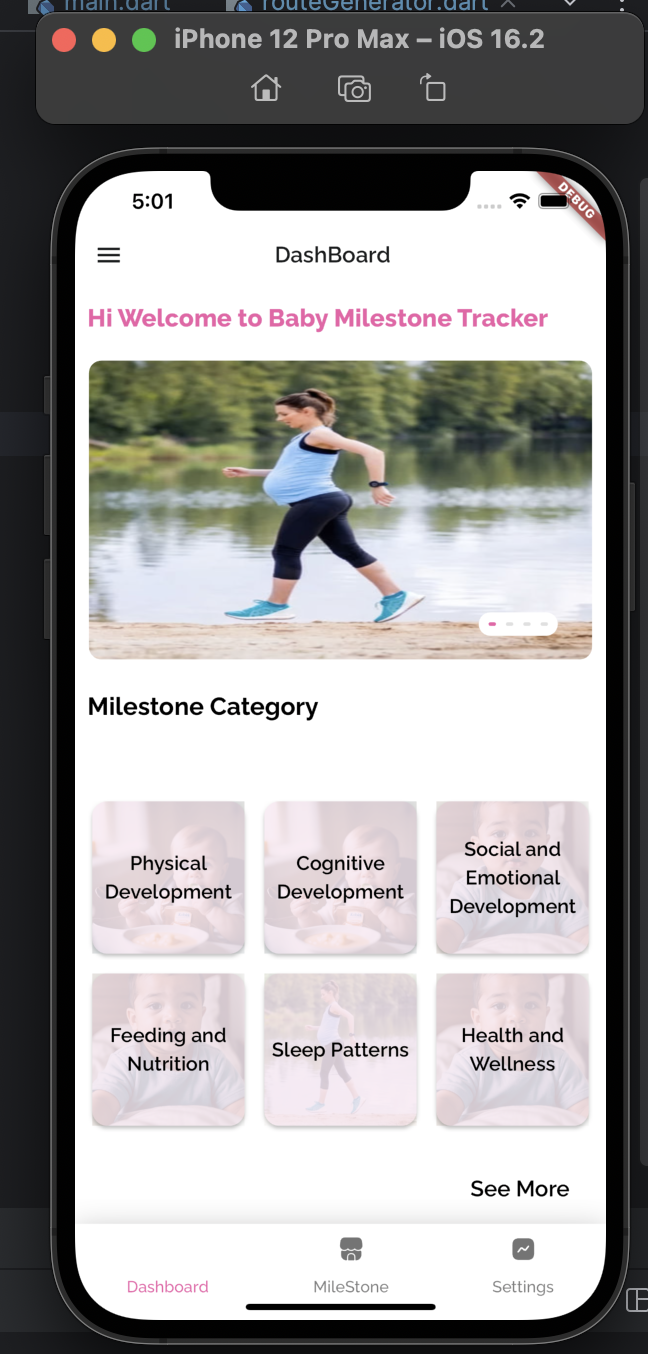 main.dart
routeGenerator.dart
iPhone 12 Pro Max – iOS 16.2
5:01
DEBUG
DashBoard
Hi Welcome to Baby Milestone Tracker
Milestone Category
Physical
Development
Cognitive
Development
Social and
Emotional
Development
Feeding and
Nutrition
Sleep Patterns
Health and
Wellness
See More
Dashboard
MileStone
Settings